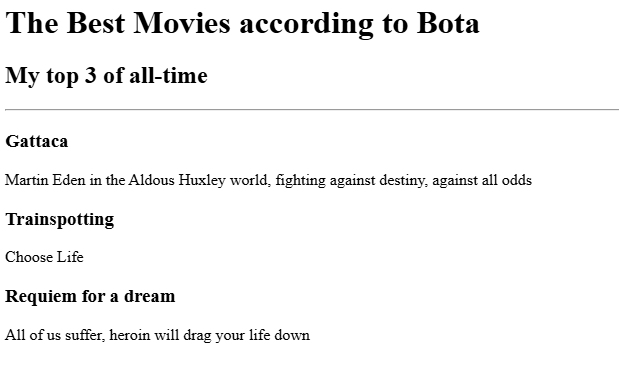 The Best Movies according to Bota
My top 3 of all-time
Gattaca
Martin Eden in the Aldous Huxley world, fighting against destiny, against all odds
Trainspotting
Choose Life
Requiem for a dream
All of us suffer, heroin will drag your life down